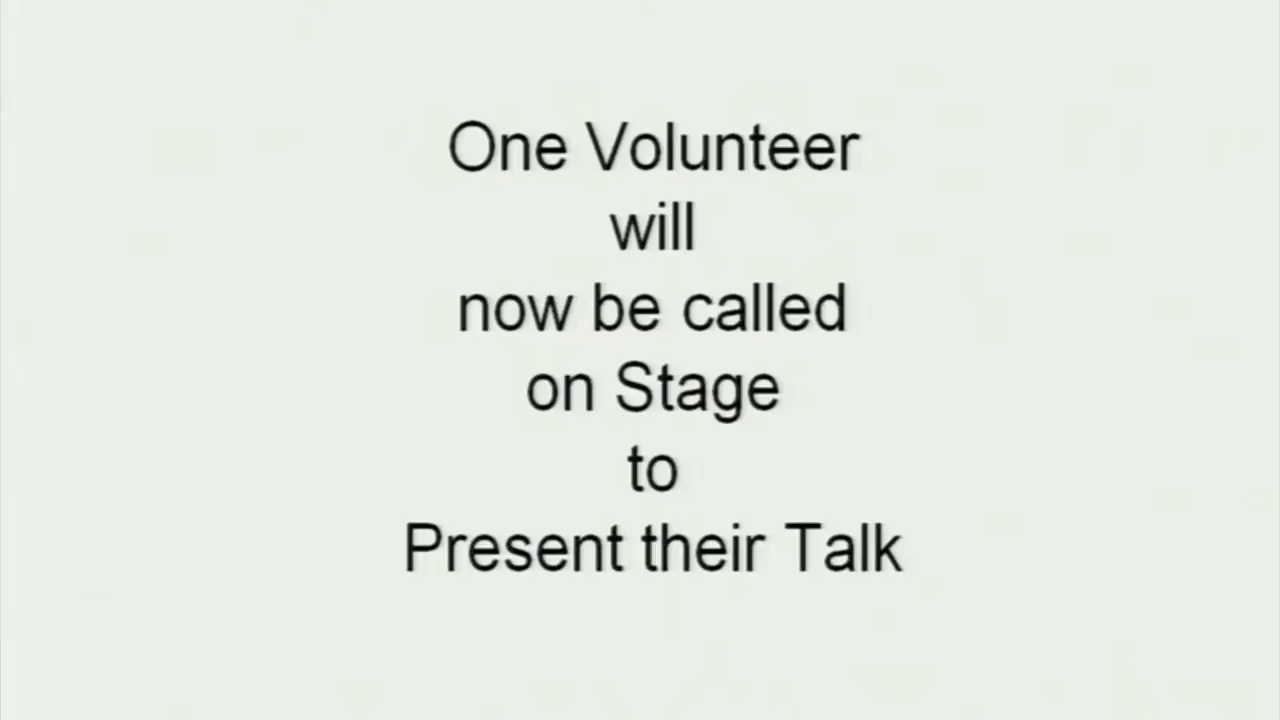 One Volunteer
will
now be called
on Stage
to
Present their Talk